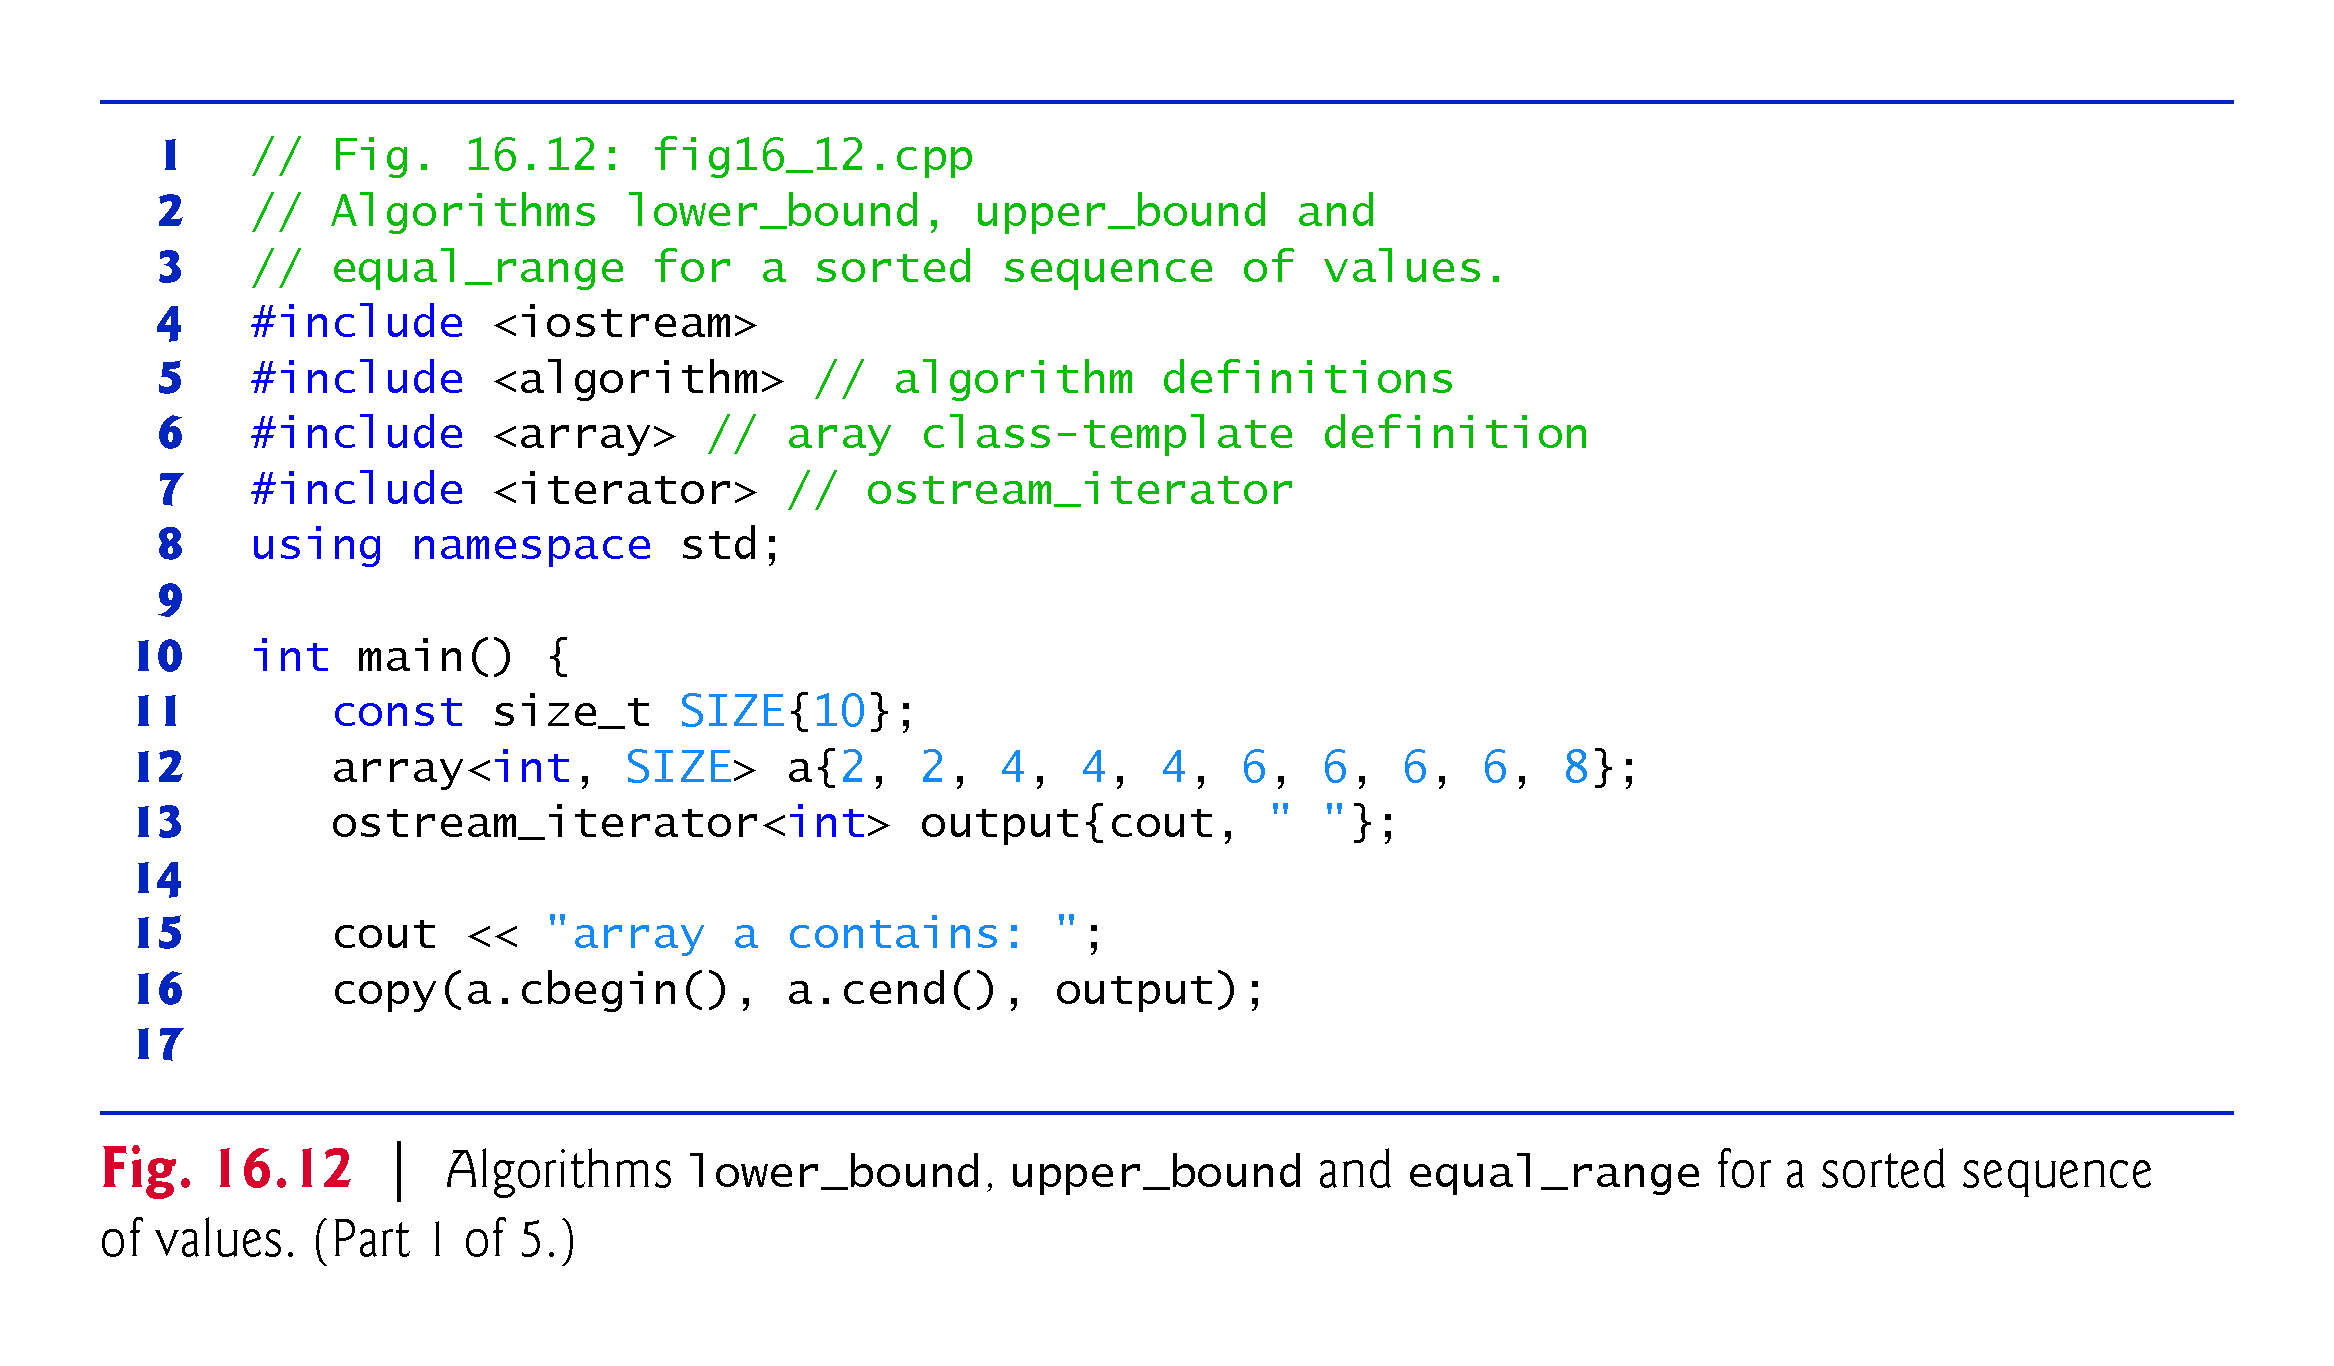 1 // Fig. 16.12: fig16_12.cpp
2 // Algorithms lower_bound, upper_bound and
3 // equal_range for a sorted sequence of values.
4 #include <iostream>
5 #include <algorithm> // algorithm definitions
6 #include <array> // aray class-template definition
7 #include <iterator> // ostream_iterator
8 using namespace std;
9
10 int main() {
11    const size_t SIZE{10};
12    array<int, SIZE> a{2, 2, 4, 4, 4, 6, 6, 6, 6, 8};
13    ostream_iterator<int> output{cout, " "};
14
15    cout << "array a contains: ";
16    copy(a.cbegin(), a.cend(), output);
17
Fig. 16.12 | Algorithms lower_bound, upper_bound and equal_range for a sorted sequence
of values. (Part 1 of 5.)